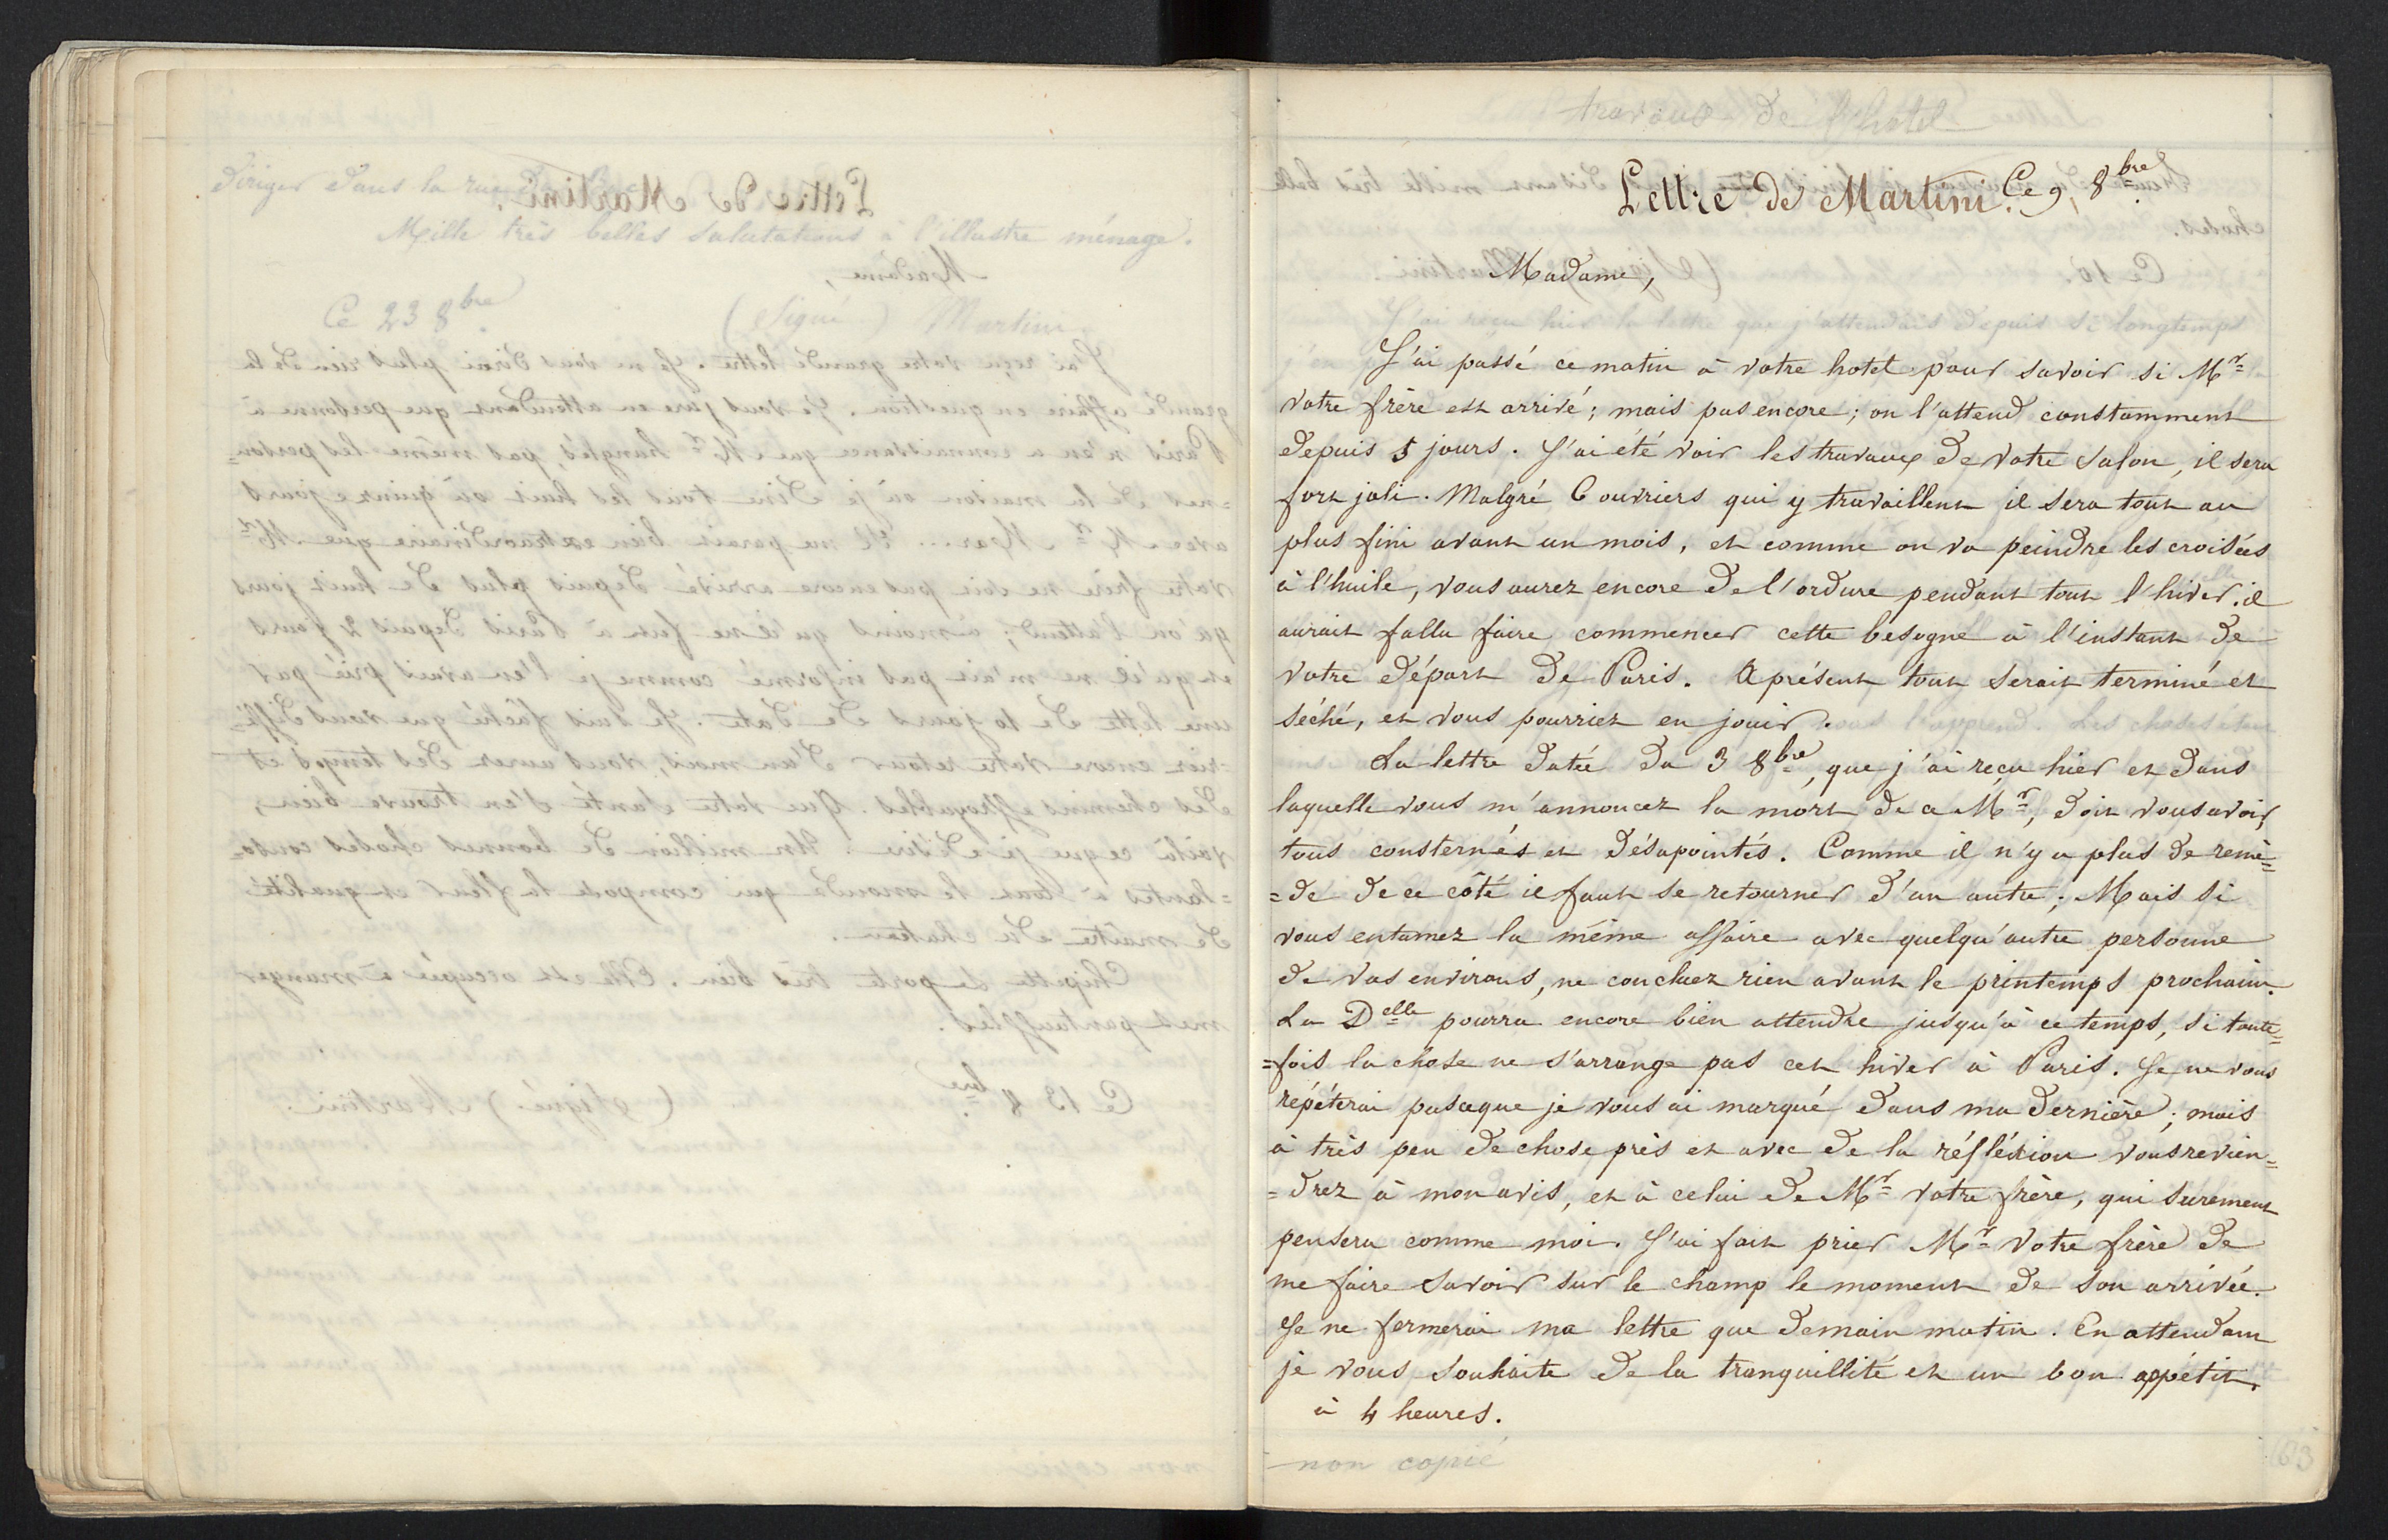 diriger dans la rue
Mille très belles salutations à l'illustre ménage.
Ce 23 8bre. (Signé) Martini.
travaux de l'hotel
Lettre de Martini. Ce 9 8bre.
Madame,
J'ai passé ce matin à votre hotel pour savoir si Mr
votre frère est arrivé; mais pas encore; on l'attend constamment
depuis 5 jours. J'ai été voir les travaux de votre salon, il sera
fort joli. Malgré 6 ouvriers qui y travaillent il sera tout au
plus fini avant un mois, et comme on va peindre les croisées
à l'huile, vous aurez encore de l'ordure pendant tout l'hiver. il
aurait fallu faire commencer cette besogne à l'instant de
votre départ de Paris. Aprésent tout serait terminé et
séché, et vous pourriez en jouir.
La lettre datée du 3 8bre, que j'ai reçu hier et dans
laquelle vous m'annoncez la mort de ce Mr, doit vous avoir
tous consternés et désapointés. Comme il n'y a plus de remè=
=de de ce côté il faut se retourner d'un autre; Mais si
vous entamez la même affaire avec quelqu'autre personne
de vos environs, ne concluez rien avant le printemps prochain.
La Delle pourra encore bien attendre jusqu'à ce temps, si toute=
=fois la chose ne s'arrange pas cet hiver à Paris. Je ne vous
répéterai pas ce que je vous ai marqué dans ma dernière; mais
à très peu de chose près et avec de la réfléxion vous revien=
=drez à mon avis, et à celui de Mr votre frère, qui surement
pensera comme moi. J'ai fait prier Mr votre frère de
me faire savoir sur le champ le moment de son arrivée.
Je ne fermerai ma lettre que demain matin. En attendant
je vous souhaite de la tranquillité et un bon appétit
à 4 heures.
non copié